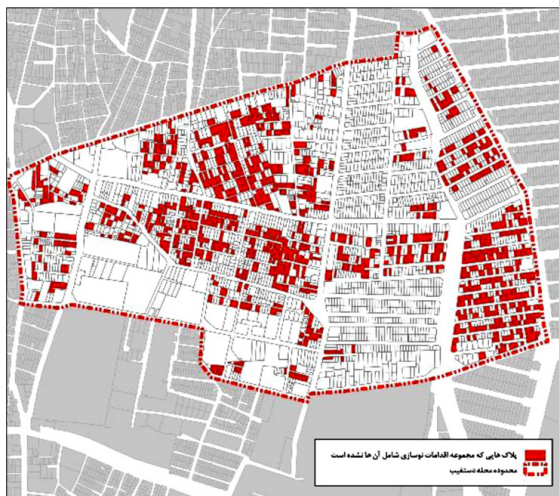 پلاک هایی که مجموعه اقدامات نوسازی شامل آن ها نشده است
محدوده محله دستغیب